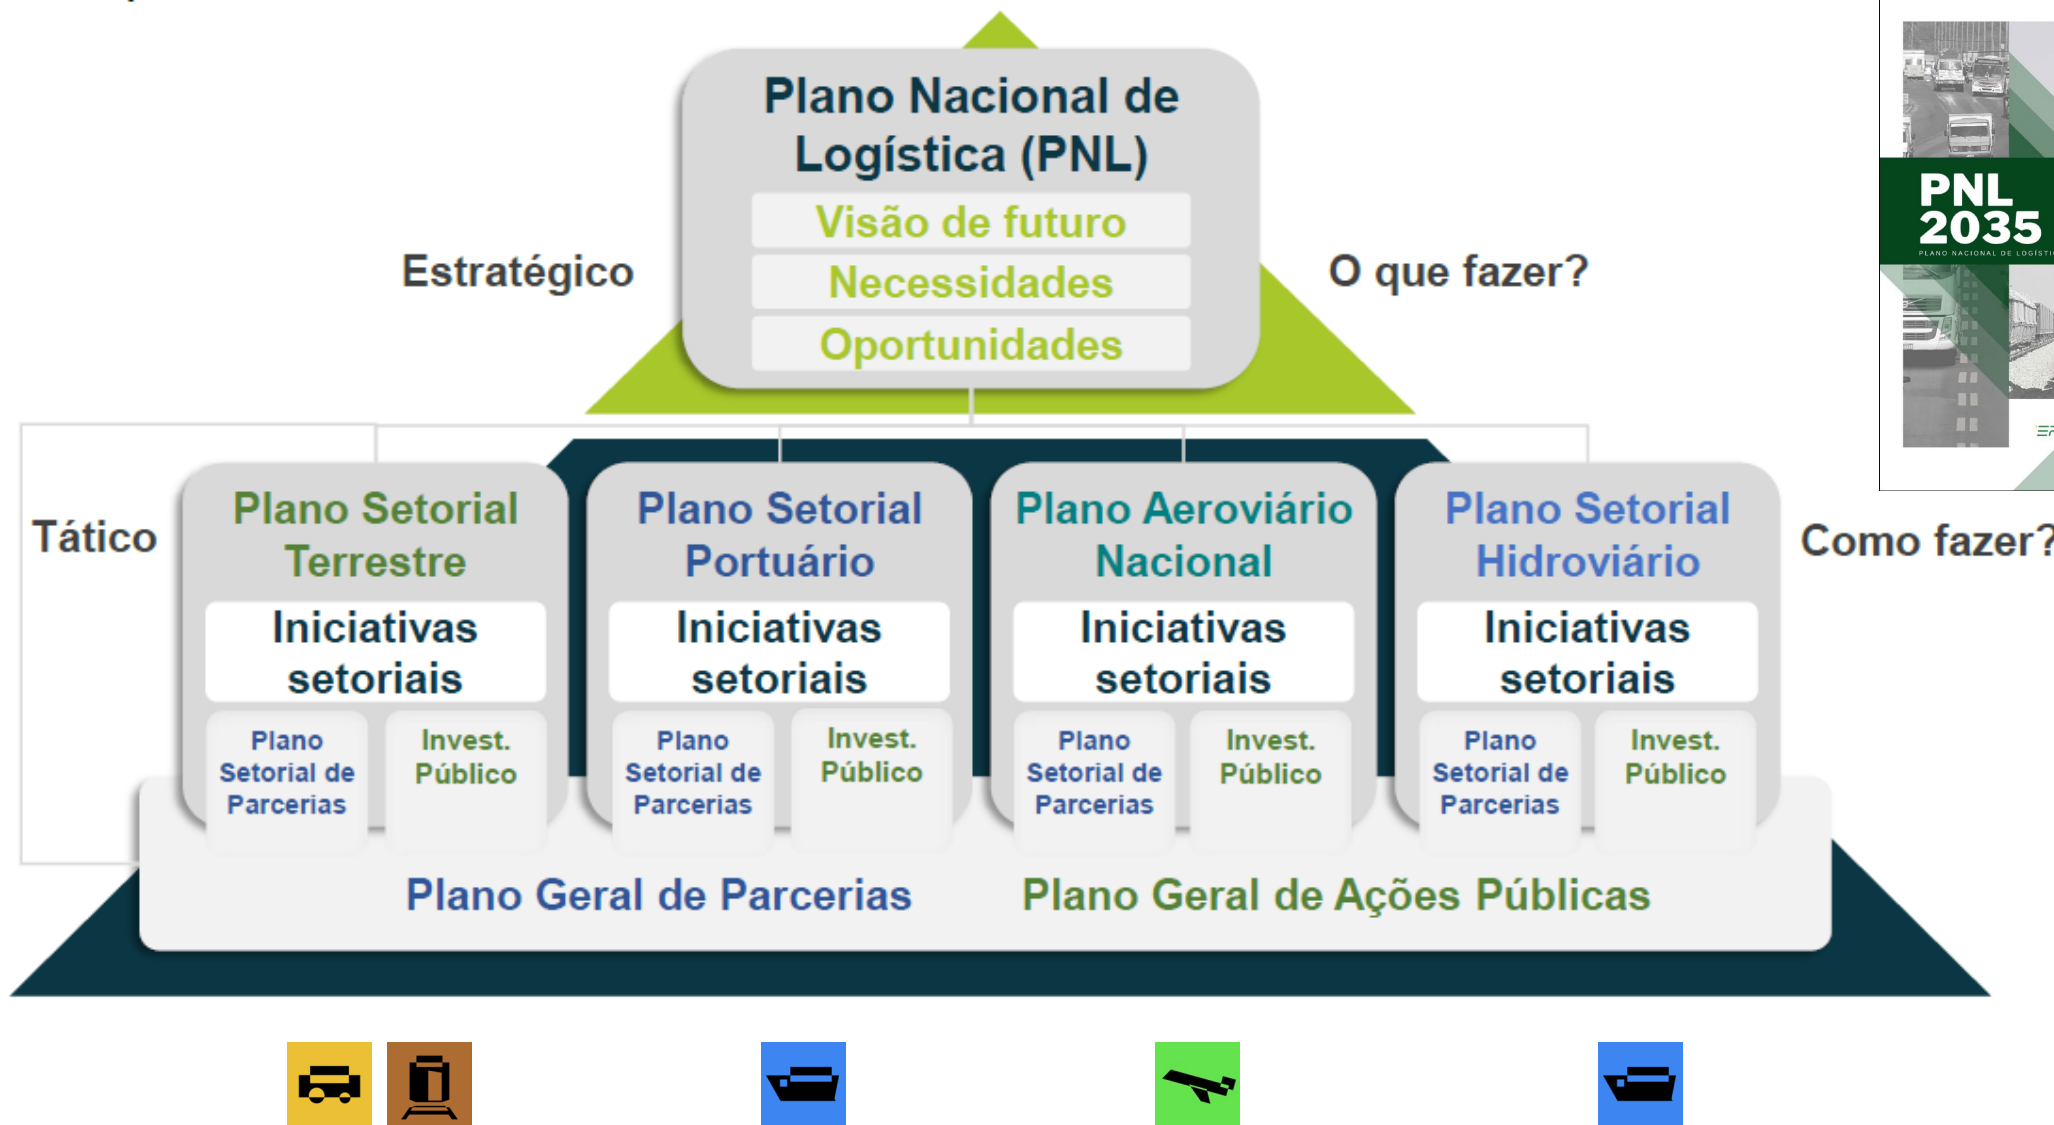 Plano Nacional de
Logística (PNL)
Visão de futuro
Necessidades
Oportunidades
Estratégico
O que fazer?
PNL
2035
PLANO NACIONAL DE
Tático
Plano Setorial
Terrestre
Iniciativas
setoriais
Plano
Setorial de
Parcerias
Invest.
Público
Plano Setorial
Portuário
Iniciativas
setoriais
Plano
Setorial de
Parcerias
Invest.
Público
Plano Aeroviário
Nacional
Iniciativas
setoriais
Plano
Setorial de
Parcerias
Invest.
Público
Plano Setorial
Hidroviário
Iniciativas
setoriais
Plano
Setorial de
Parcerias
Invest.
Público
Como fazer?
Plano Geral de Parcerias
Plano Geral de Ações Públicas